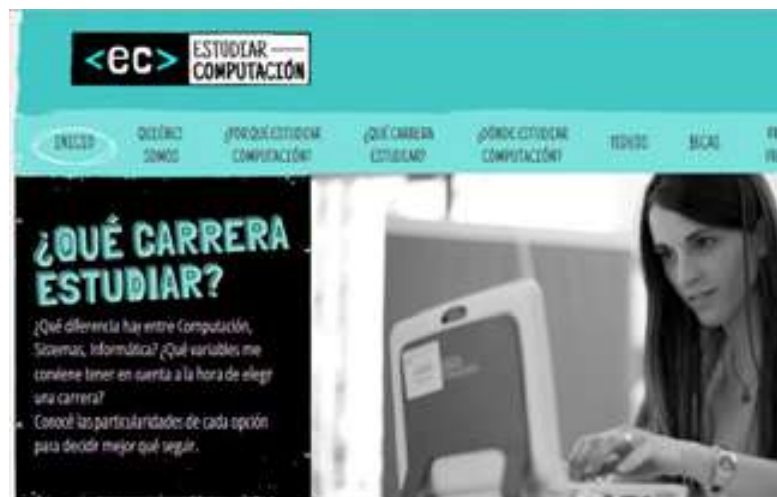 <ec> ESTUDIAR
COMPUTACIÓN
INICIO
QUIÉNES
SOMOS
¿POR QUÉ ESTUDIAR
COMPUTACIÓN?
¿QUÉ CARRERA
ESTUDIAR?
¿DÓNDE ESTUDIAR
COMPUTACIÓN?
VIDEOS
BECAS
¿QUÉ CARRERA
ESTUDIAR?
¿Qué diferencia hay entre Computación,
Sistemas, Informática? ¿Qué variables me
conviene tener en cuenta a la hora de elegir
una carrera?
Conocé las particularidades de cada opción
para decidir mejor qué seguir.